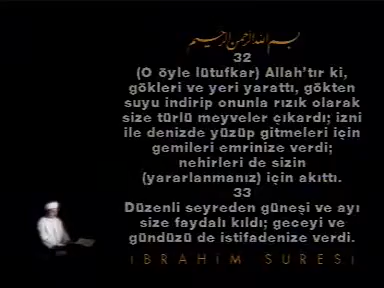 بسم الله الرحمن الرحيم
32
(O öyle lütufkar) Allah'tır ki,
gökleri ve yeri yarattı, gökten
suyu indirip onunla rızık olarak
size türlü meyveler çıkardı; izni
ile denizde yüzüp gitmeleri için
gemileri emrinize verdi;
nehirleri de sizin
(yararlanmanız) için akıttı.
33
Düzenli seyreden güneşi ve ayı
size faydalı kıldı; geceyi ve
gündüzü de istifadenize verdi.
İBRAHİM SURESİ